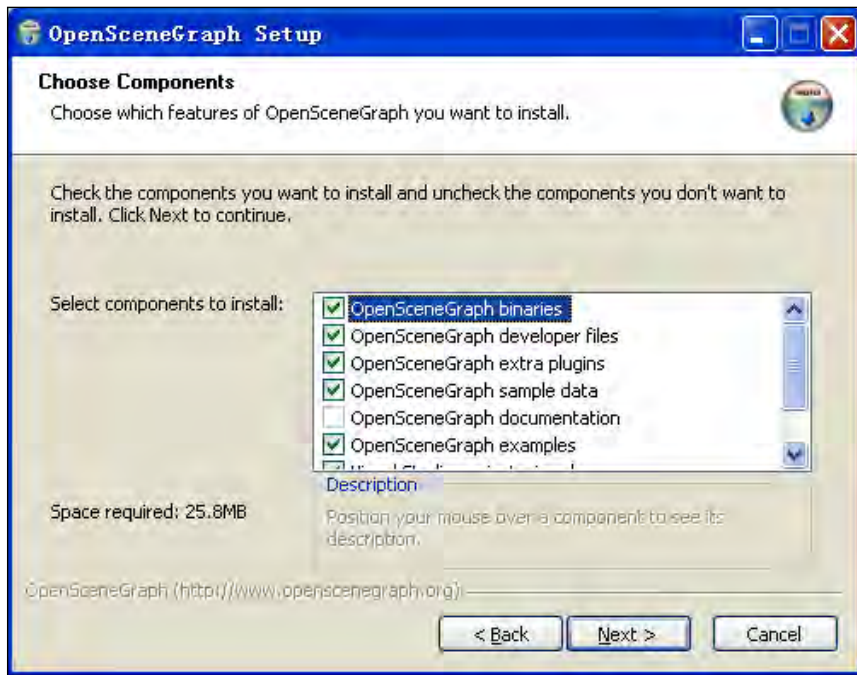 OpenSceneGraph Setup
Choose Components
Choose which features of OpenSceneGraph you want to install.
Check the components you want to install and uncheck the components you don't want to
install. Click Next to continue.
Select components to install:
OpenSceneGraph binaries
OpenSceneGraph developer files
OpenSceneGraph extra plugins
OpenSceneGraph sample data
OpenSceneGraph documentation
OpenSceneGraph examples
Description
Space required: 25.8MB
Position your mouse over a component to see its
description.
OpenSceneGraph (http://www.openscenegraph.org)
< Back
Next >
Cancel